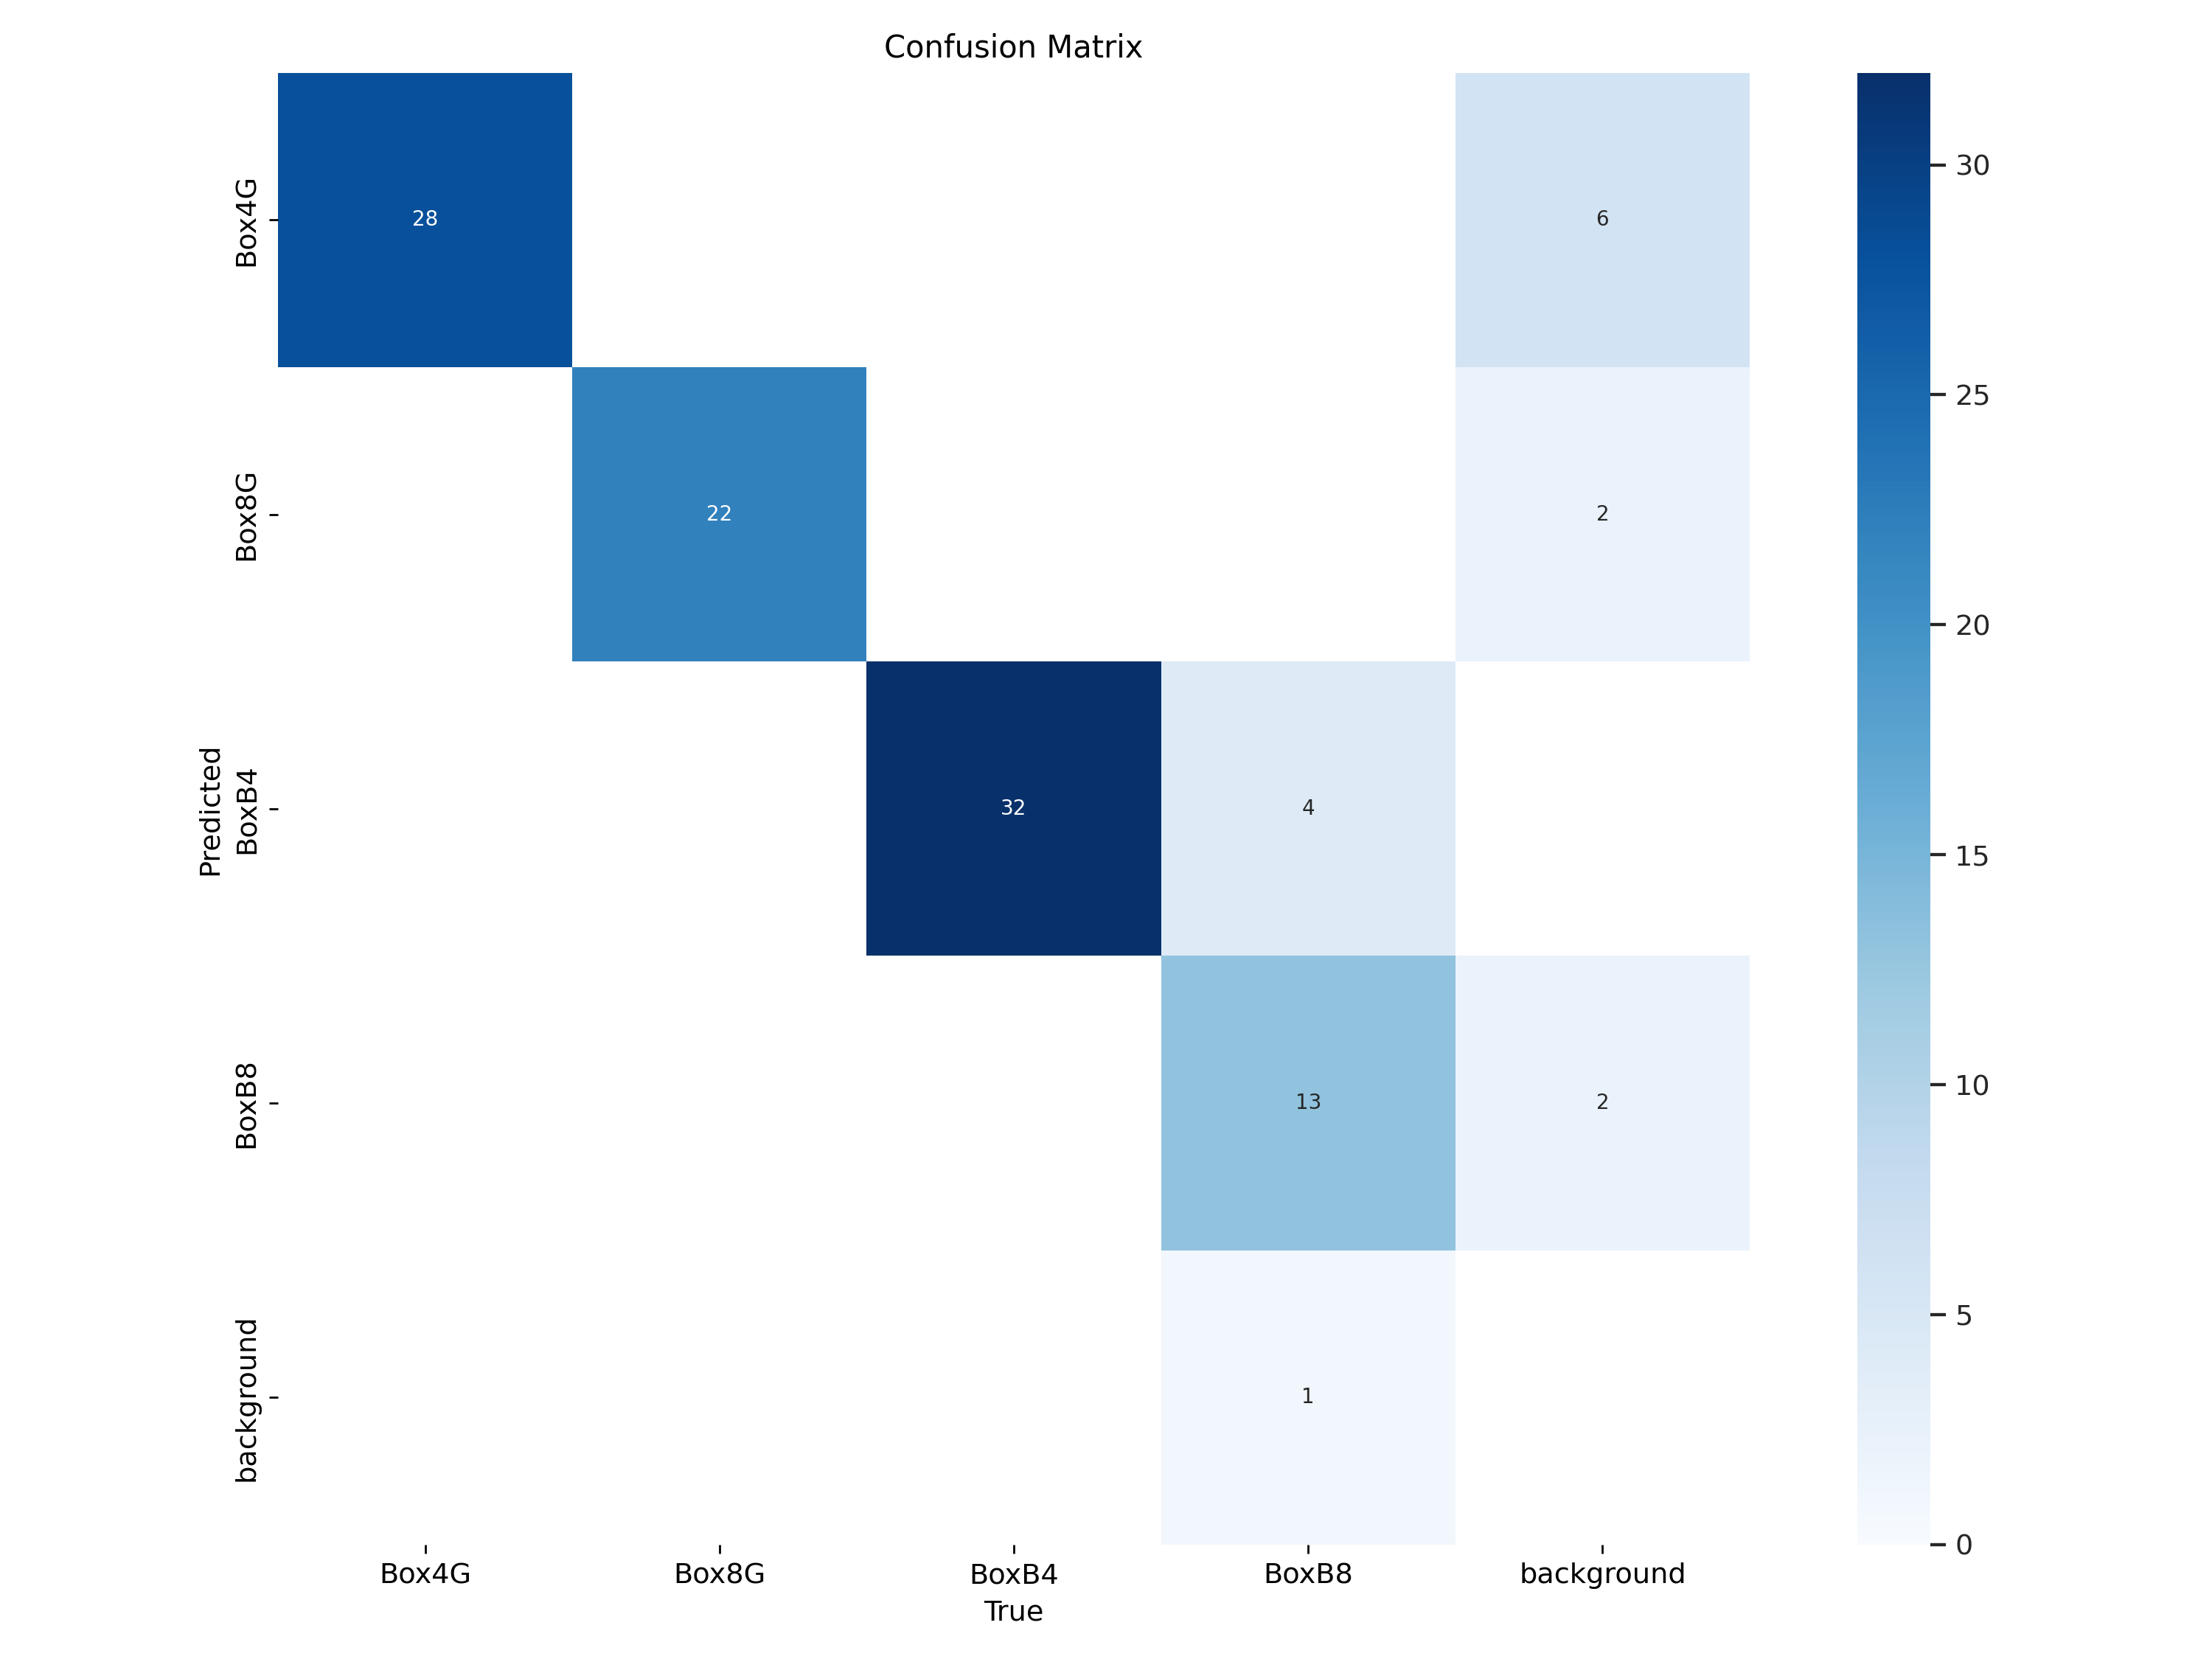 Confusion Matrix
Predicted
Box4G
Box8G
BoxB4
BoxB8
background
28
6
22
2
32
4
13
2
1
Box4G Box8G BoxB4 BoxB8 background
True
30
25
20
15
10
5
0